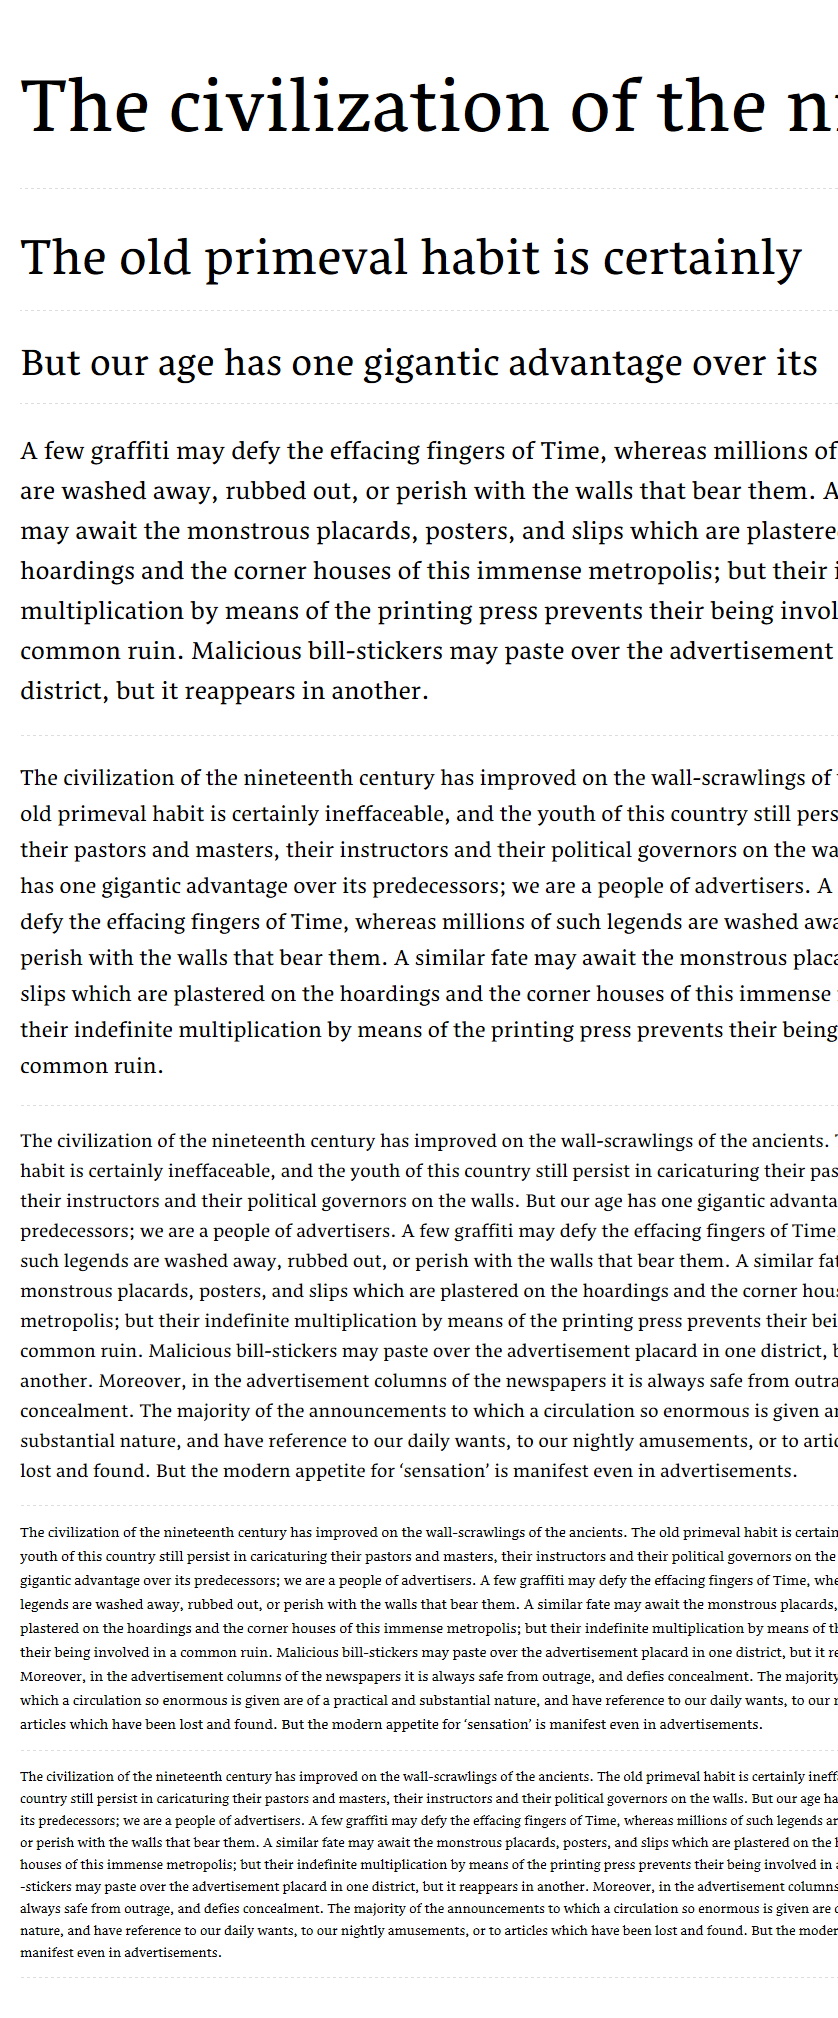 The civilization of the
The old primeval habit is certainly
But our age has one gigantic advantage over its
A few graffiti may defy the effacing fingers of Time, whereas millions of
are washed away, rubbed out, or perish with the walls that bear them. A
may await the monstrous placards, posters, and slips which are
hoardings and the corner houses of this immense metropolis; but their
multiplication by means of the printing press prevents their being
common ruin. Malicious bill-stickers may paste over the advertisement
district, but it reappears in another.
The civilization of the nineteenth century has improved on the wall-scrawlings of
old primeval habit is certainly ineffaceable, and the youth of this country still
their pastors and masters, their instructors and their political governors on the
has one gigantic advantage over its predecessors; we are a people of advertisers. A
defy the effacing fingers of Time, whereas millions of such legends are washed
perish with the walls that bear them. A similar fate may await the monstrous
slips which are plastered on the hoardings and the corner houses of this immense
their indefinite multiplication by means of the printing press prevents their being
common ruin.
The civilization of the nineteenth century has improved on the wall-scrawlings of the ancients.
habit is certainly ineffaceable, and the youth of this country still persist in caricaturing their
their instructors and their political governors on the walls. But our age has one gigantic
predecessors; we are a people of advertisers. A few graffiti may defy the effacing fingers of Time,
such legends are washed away, rubbed out, or perish with the walls that bear them. A similar
monstrous placards, posters, and slips which are plastered on the hoardings and the corner
metropolis; but their indefinite multiplication by means of the printing press prevents their
common ruin. Malicious bill-stickers may paste over the advertisement placard in one district,
another. Moreover, in the advertisement columns of the newspapers it is always safe from
concealment. The majority of the announcements to which a circulation so enormous is given
substantial nature, and have reference to our daily wants, to our nightly amusements, or to
lost and found. But the modern appetite for ‘sensation’ is manifest even in advertisements.
The civilization of the nineteenth century has improved on the wall-scrawlings of the ancients. The old primeval habit is
youth of this country still persist in caricaturing their pastors and masters, their instructors and their political governors on the
gigantic advantage over its predecessors; we are a people of advertisers. A few graffiti may defy the effacing fingers of Time,
legends are washed away, rubbed out, or perish with the walls that bear them. A similar fate may await the monstrous placards,
plastered on the hoardings and the corner houses of this immense metropolis; but their indefinite multiplication by means of
their being involved in a common ruin. Malicious bill-stickers may paste over the advertisement placard in one district, but it
Moreover, in the advertisement columns of the newspapers it is always safe from outrage, and defies concealment. The majority
which a circulation so enormous is given are of a practical and substantial nature, and have reference to our daily wants, to our
articles which have been lost and found. But the modern appetite for ‘sensation’ is manifest even in advertisements.
The civilization of the nineteenth century has improved on the wall-scrawlings of the ancients. The old primeval habit is certainly
country still persist in caricaturing their pastors and masters, their instructors and their political governors on the walls. But our age
its predecessors; we are a people of advertisers. A few graffiti may defy the effacing fingers of Time, whereas millions of such legends
or perish with the walls that bear them. A similar fate may await the monstrous placards, posters, and slips which are plastered on the
houses of this immense metropolis; but their indefinite multiplication by means of the printing press prevents their being involved in
-stickers may paste over the advertisement placard in one district, but it reappears in another. Moreover, in the advertisement columns
always safe from outrage, and defies concealment. The majority of the announcements to which a circulation so enormous is given are
nature, and have reference to our daily wants, to our nightly amusements, or to articles which have been lost and found. But the
manifest even in advertisements.